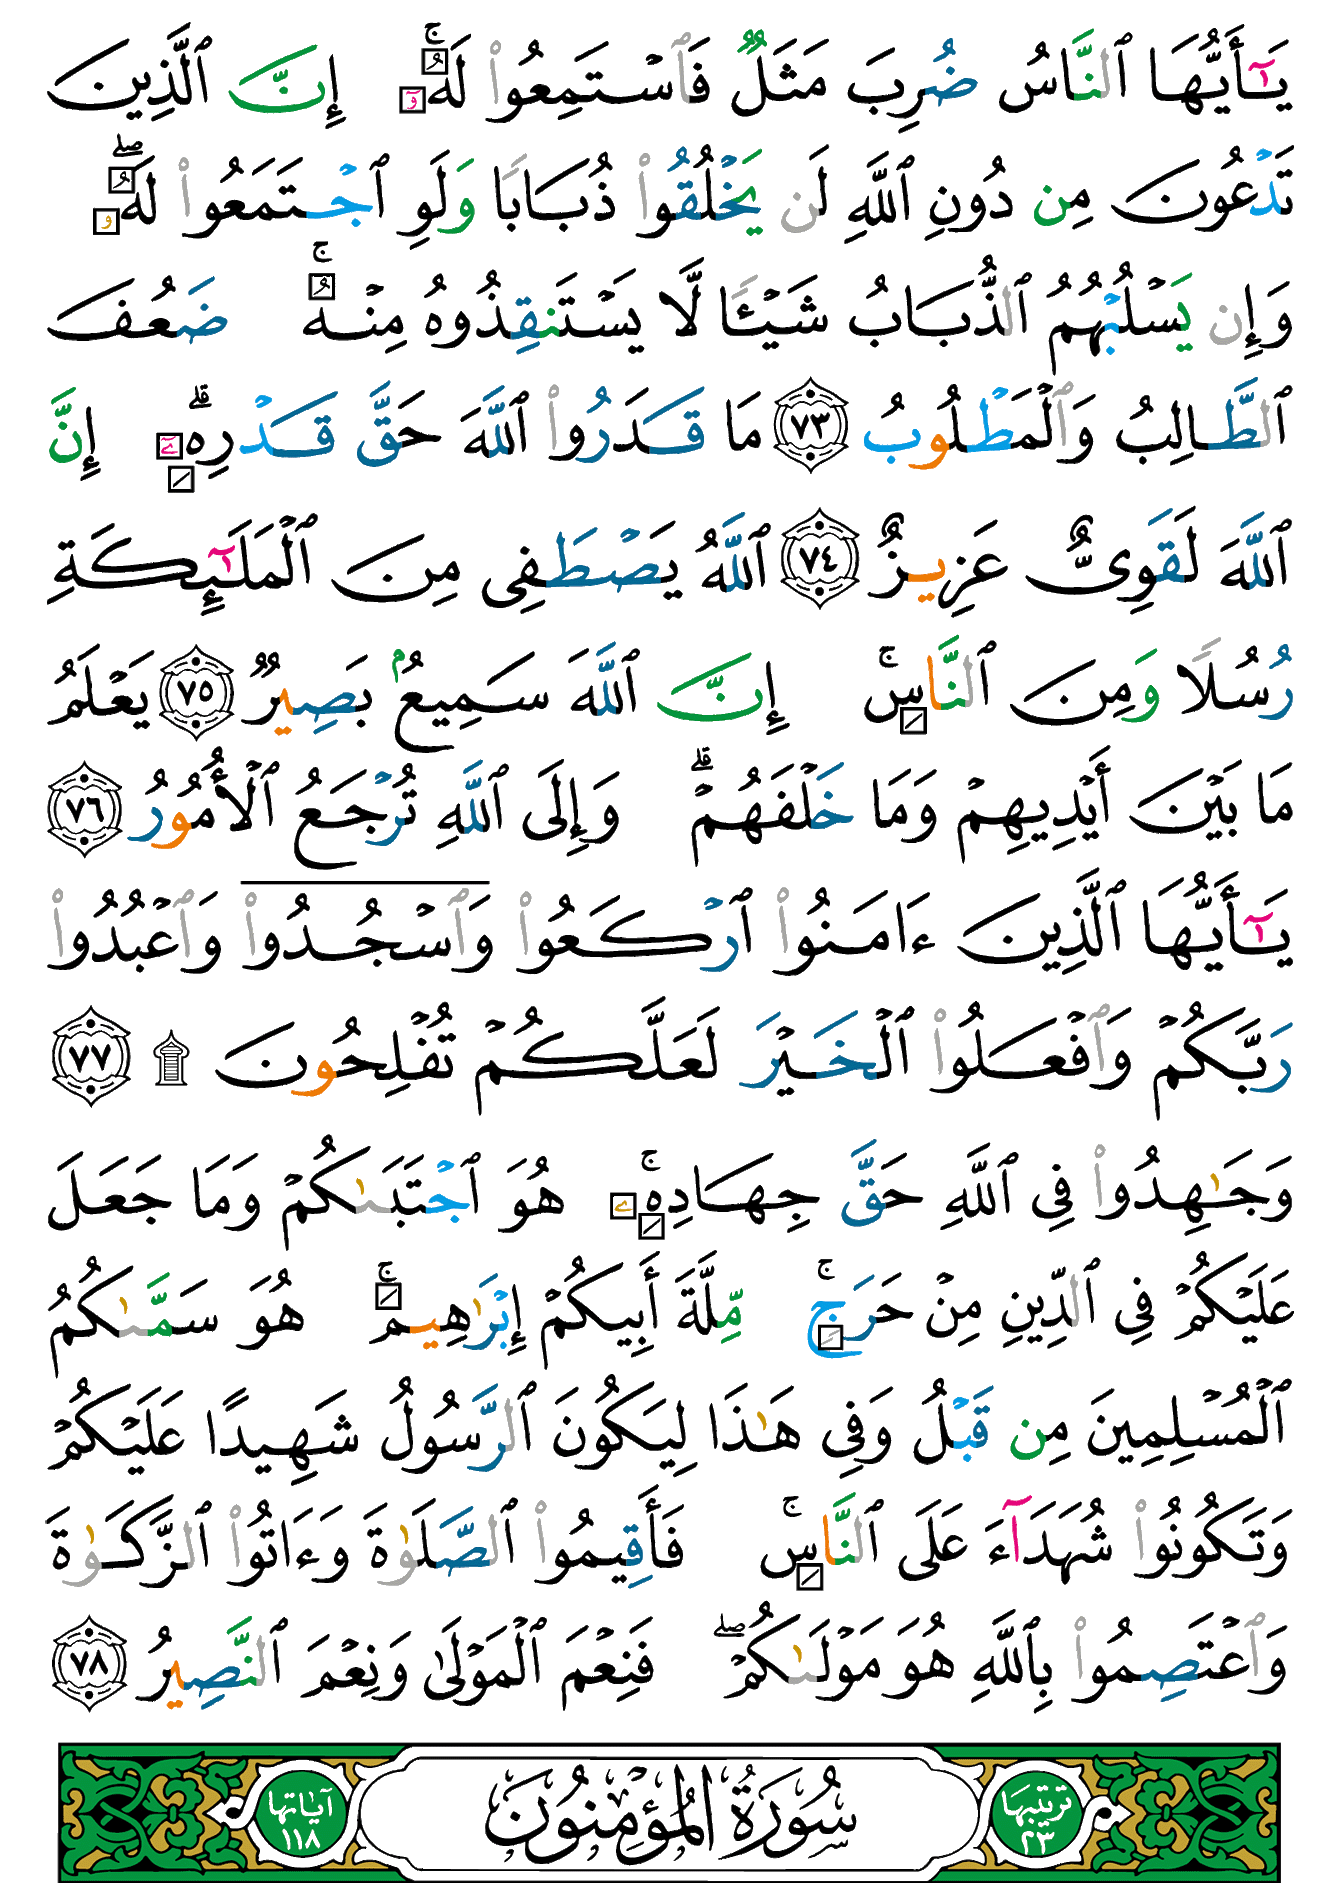 يَـٰٓأَيُّهَا ٱلنَّاسُ ضُرِبَ مَثَلٌ فَٱسْتَمِعُوا۟ لَهُۥٓ ۚ إِنَّ ٱلَّذِينَ
تَدْعُونَ مِن دُونِ ٱللَّهِ لَن يَخْلُقُوا۟ ذُبَابًا وَلَوِ ٱجْتَمَعُوا۟ لَهُۥ ۖ
وَإِن يَسْلُبْهُمُ ٱلذُّبَابُ شَيْـًٔا لَّا يَسْتَنقِذُوهُ مِنْهُ ۚ ضَعُفَ
ٱلطَّالِبُ وَٱلْمَطْلُوبُ ٧٣ مَا قَدَرُوا۟ ٱللَّهَ حَقَّ قَدْرِهِۦٓ ۗ إِنَّ
ٱللَّهَ لَقَوِىٌّ عَزِيزٌ ٧٤ ٱللَّهُ يَصْطَفِى مِنَ ٱلْمَلَـٰٓئِكَةِ
رُسُلًا وَمِنَ ٱلنَّاسِ ۚ إِنَّ ٱللَّهَ سَمِيعٌۢ بَصِيرٌ ٧٥ يَعْلَمُ
مَا بَيْنَ أَيْدِيهِمْ وَمَا خَلْفَهُمْ ۗ وَإِلَى ٱللَّهِ تُرْجَعُ ٱلْأُمُورُ ٧٦
يَـٰٓأَيُّهَا ٱلَّذِينَ ءَامَنُوا۟ ٱرْكَعُوا۟ وَٱسْجُدُوا۟ وَٱعْبُدُوا۟
رَبَّكُمْ وَٱفْعَلُوا۟ ٱلْخَيْرَ لَعَلَّكُمْ تُفْلِحُونَ ۩ ٧٧
وَجَـٰهِدُوا۟ فِى ٱللَّهِ حَقَّ جِهَادِهِۦ ۚ هُوَ ٱجْتَبَىٰكُمْ وَمَا جَعَلَ
عَلَيْكُمْ فِى ٱلدِّينِ مِنْ حَرَجٍ ۚ مِّلَّةَ أَبِيكُمْ إِبْرَٰهِيمَ ۚ هُوَ سَمَّىٰكُمُ
ٱلْمُسْلِمِينَ مِن قَبْلُ وَفِى هَـٰذَا لِيَكُونَ ٱلرَّسُولُ شَهِيدًا عَلَيْكُمْ
وَتَكُونُوا۟ شُهَدَآءَ عَلَى ٱلنَّاسِ ۚ فَأَقِيمُوا۟ ٱلصَّلَوٰةَ وَءَاتُوا۟ ٱلزَّكَوٰةَ
وَٱعْتَصِمُوا۟ بِٱللَّهِ هُوَ مَوْلَىٰكُمْ ۖ فَنِعْمَ ٱلْمَوْلَىٰ وَنِعْمَ ٱلنَّصِيرُ ٧٨
ترتيبها ٢٣ سُورَةُ المُؤْمِنُونَ آياتها ١١٨